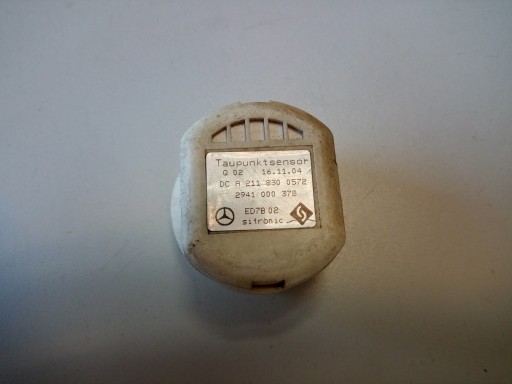 Taupunktsensor
Q 02 16.11.04
DC A 211 830 0572
2941 000 378
ED7B 02
sitronic